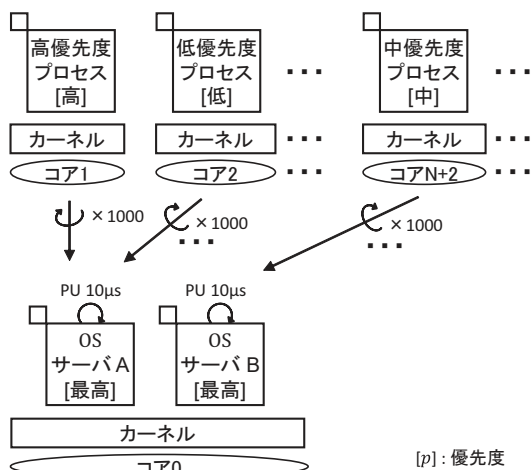 高優先度
プロセス
[高]
低優先度
プロセス
[低]
...
中優先度
プロセス
[中]
...
カーネル
カーネル
...
カーネル
...
コア1
コア2
...
コアN+2
...
×1000
×1000
...
×1000
...
PU 10μs
PU 10μs
OS
サーバ A
[最高]
OS
サーバ B
[最高]
カーネル
コア0
[p] : 優先度